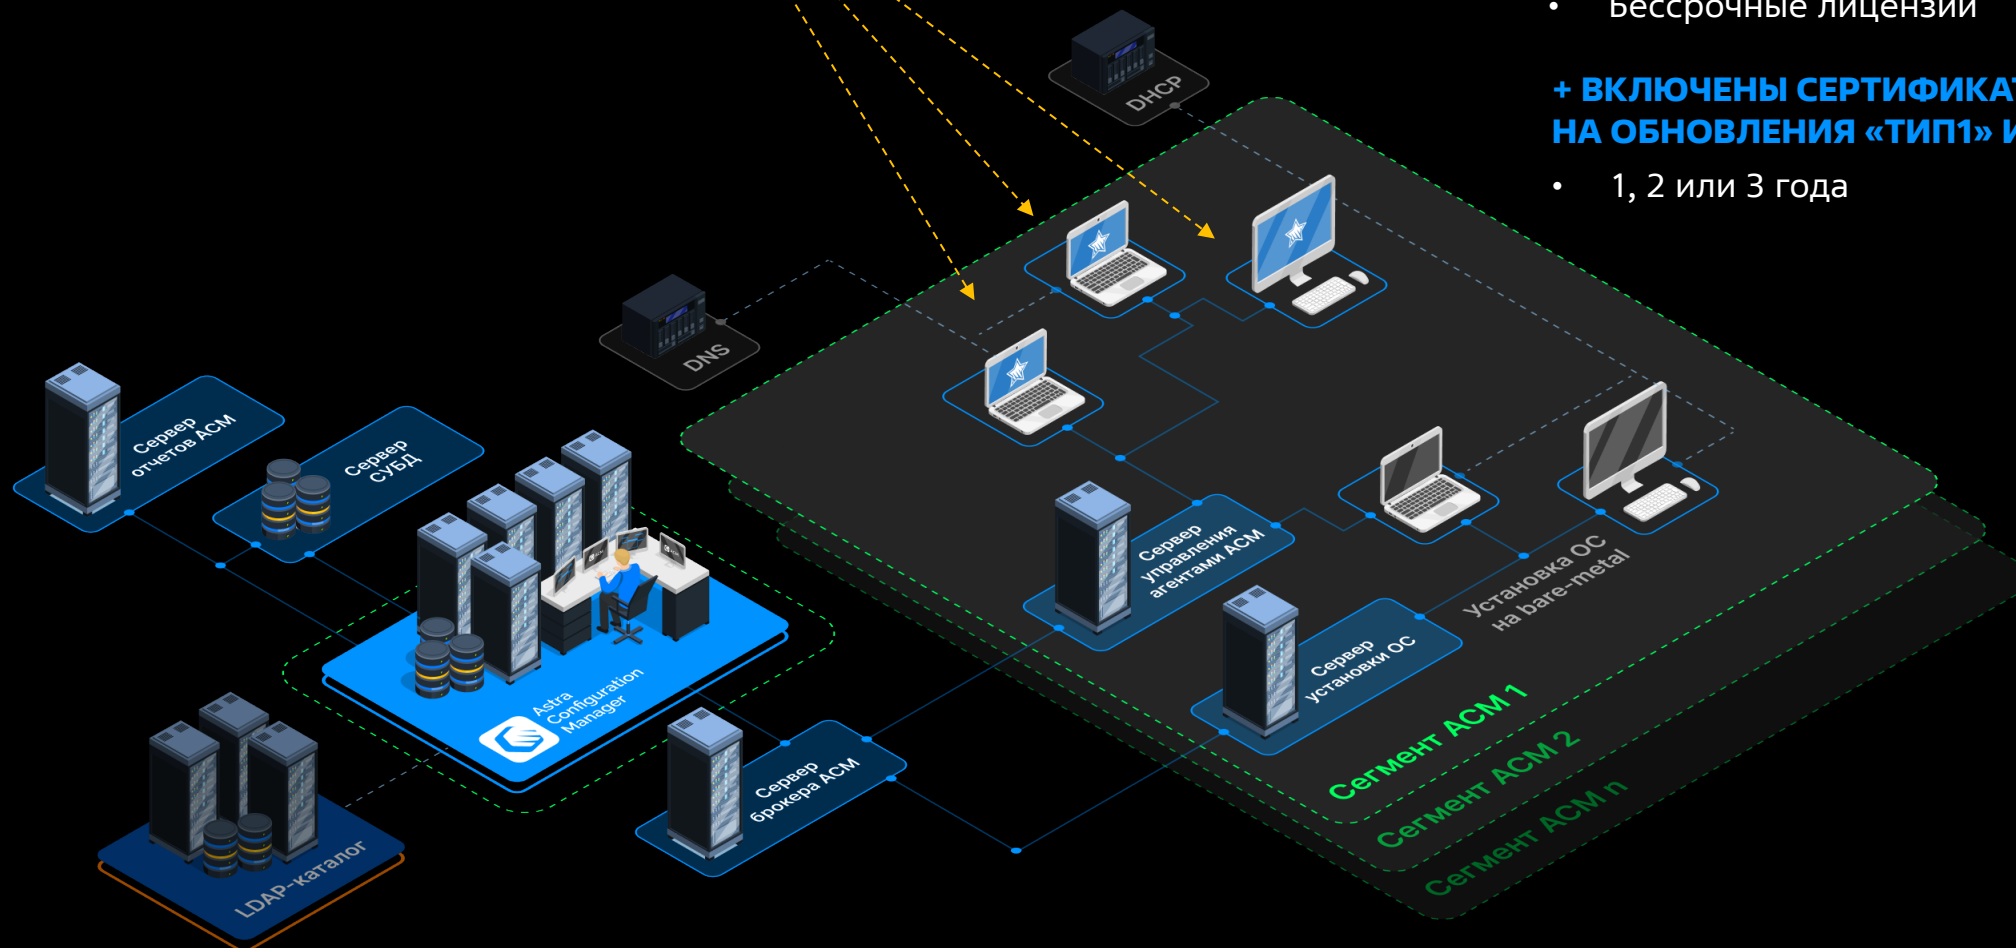 • Бессрочные лицензии
+ ВКЛЮЧЕНЫ СЕРТИФИКАТ
НА ОБНОВЛЕНИЯ «ТИП1» И
• 1, 2 или 3 года
DHCP
DNS
Сервер
отчетов ACM
Сервер
СУБД
Astra
Configuration
Manager
LDAP-каталог
Сервер
брокера ACM
Сервер
управления
агентами ACM
Сервер
установки ОС
Установка ОС
на bare-metal
Сегмент ACM 1
Сегмент ACM 2
Сегмент ACM n